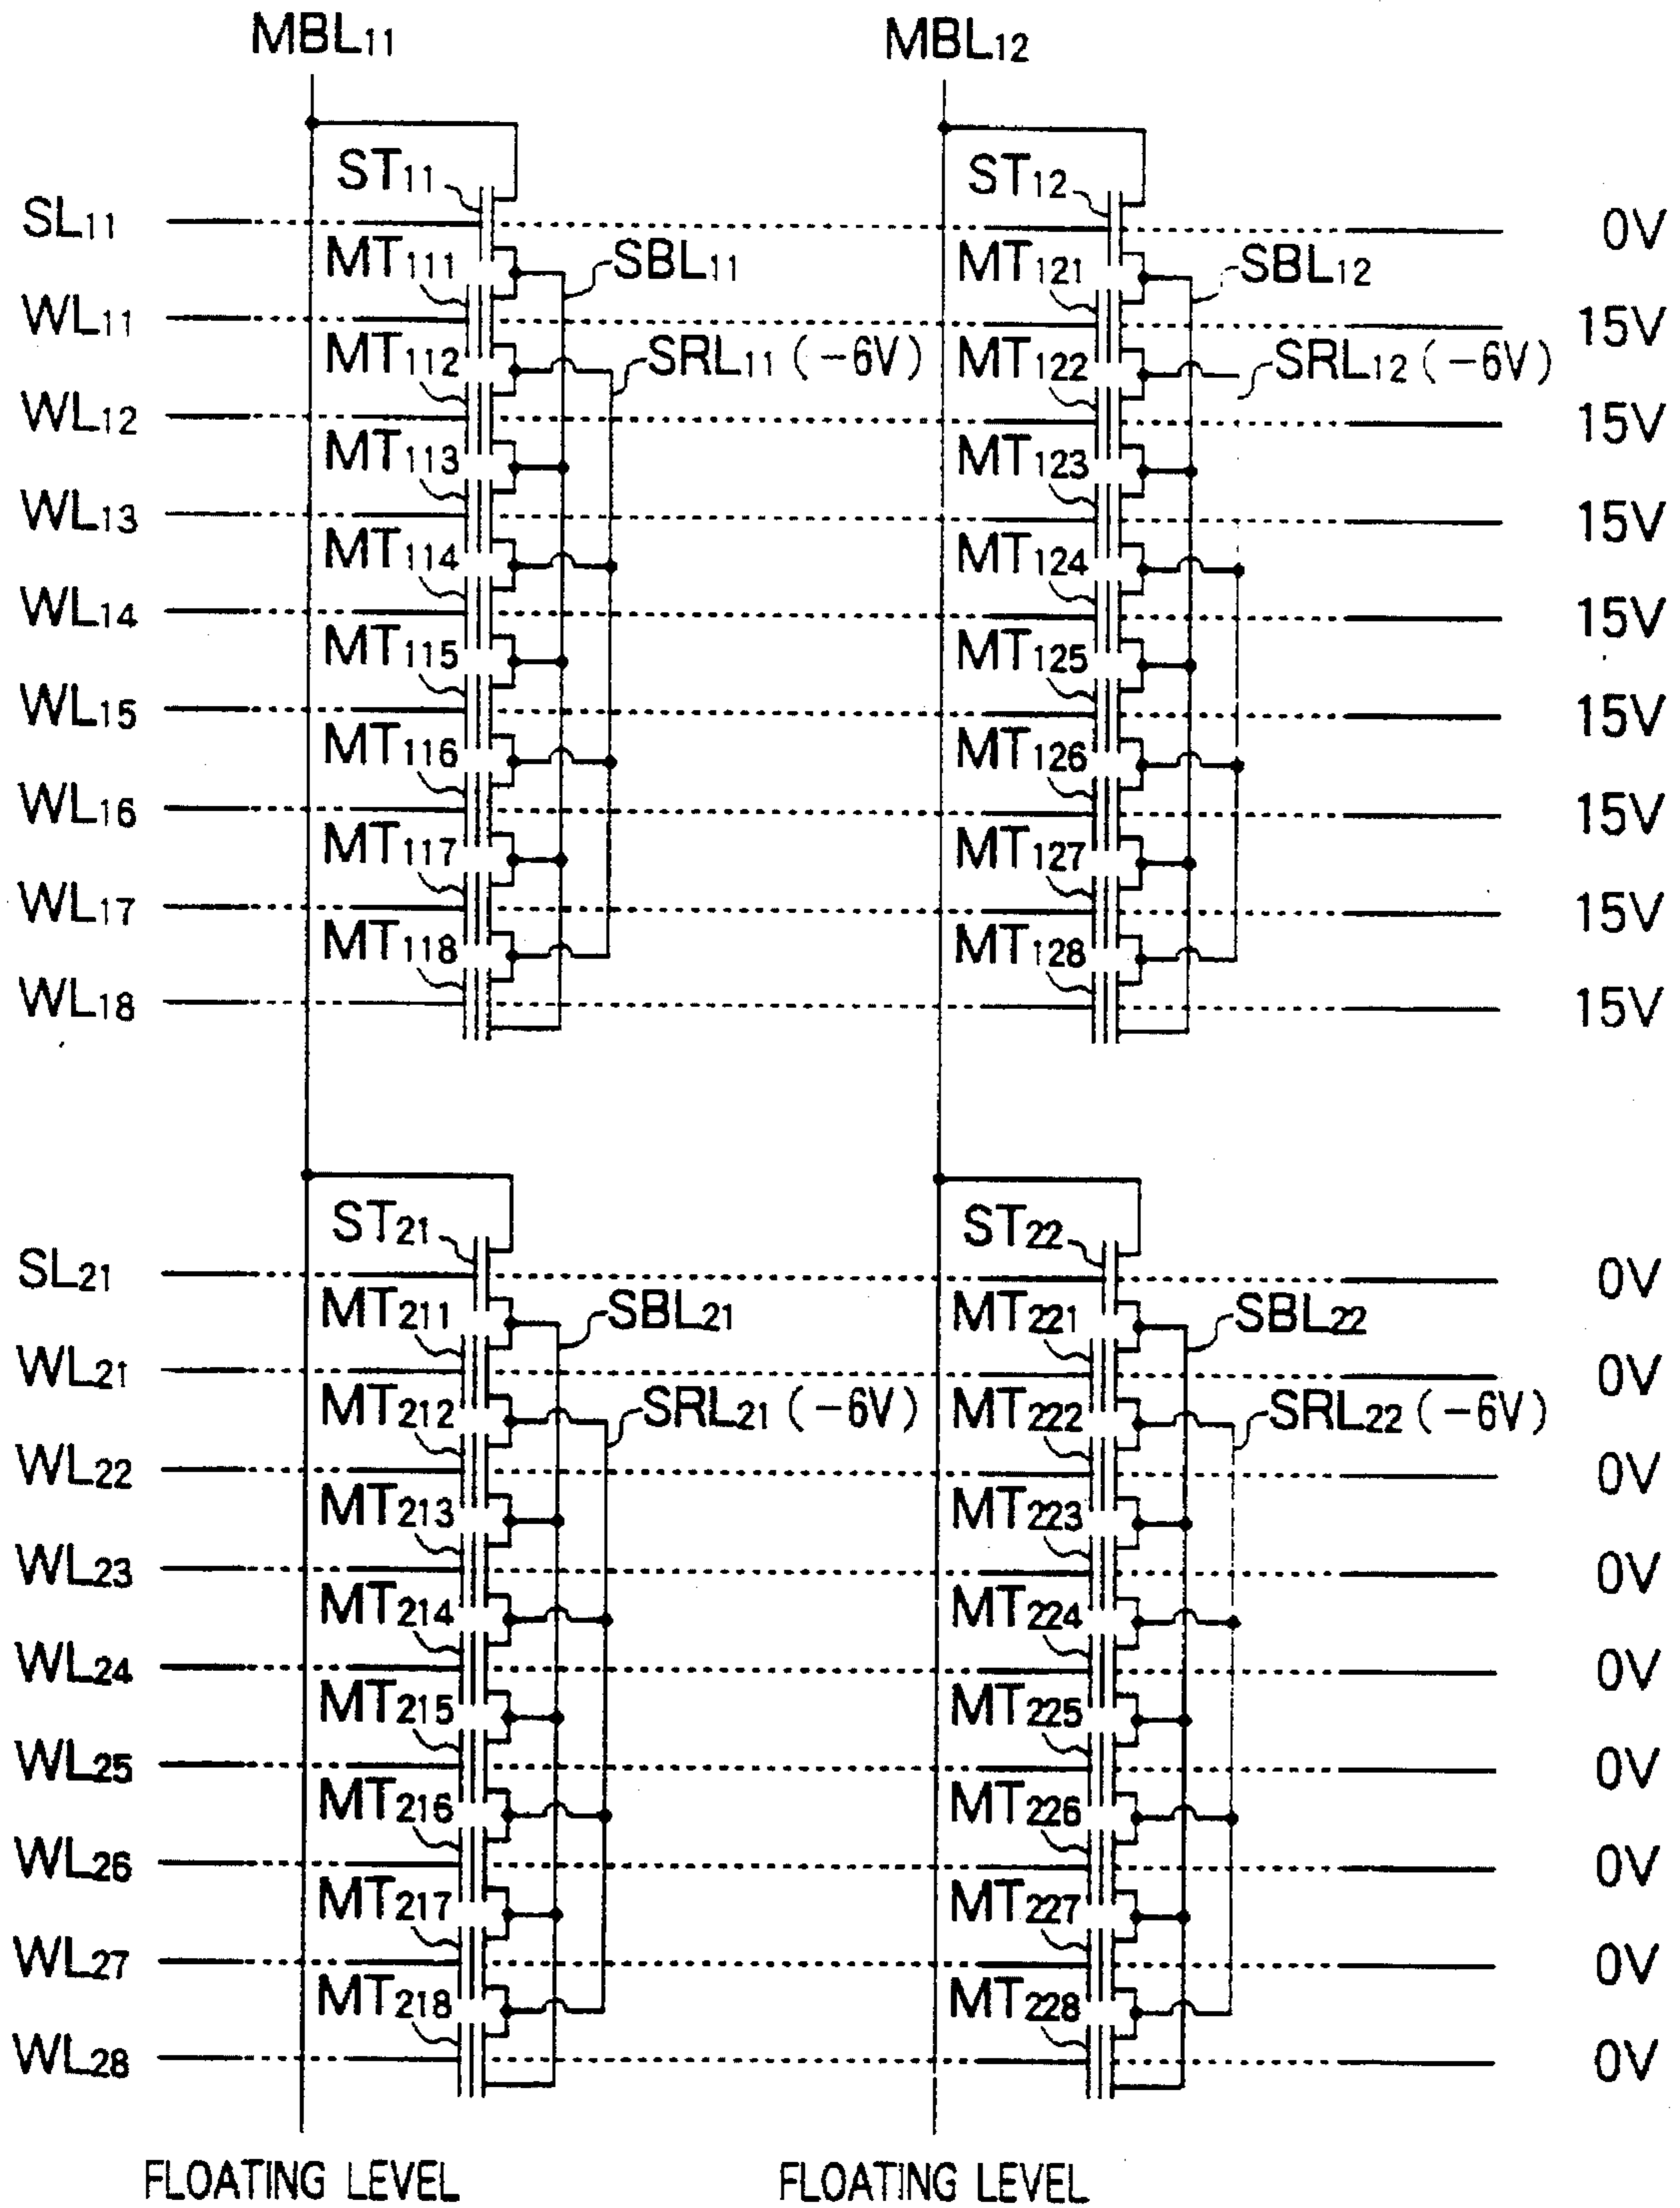 MBL11 MBL12
ST11 ST12
SL11 0V
MT111 SBL11 MT121 SBL12
WL11 15V
MT112 SRL11 (-6V) MT122 SRL12 (-6V)
WL12 15V
MT113 MT123
WL13 15V
MT114 MT124
WL14 15V
MT115 MT125
WL15 15V
MT116 MT126
WL16 15V
MT117 MT127
WL17 15V
MT118 MT128
WL18 15V
ST21 ST22
SL21 0V
MT211 SBL21 MT221 SBL22
WL21 0V
MT212 SRL21 (-6V) MT222 SRL22 (-6V)
WL22 0V
MT213 MT223
WL23 0V
MT214 MT224
WL24 0V
MT215 MT225
WL25 0V
MT216 MT226
WL26 0V
MT217 MT227
WL27 0V
MT218 MT228
WL28 0V
FLOATING LEVEL FLOATING LEVEL